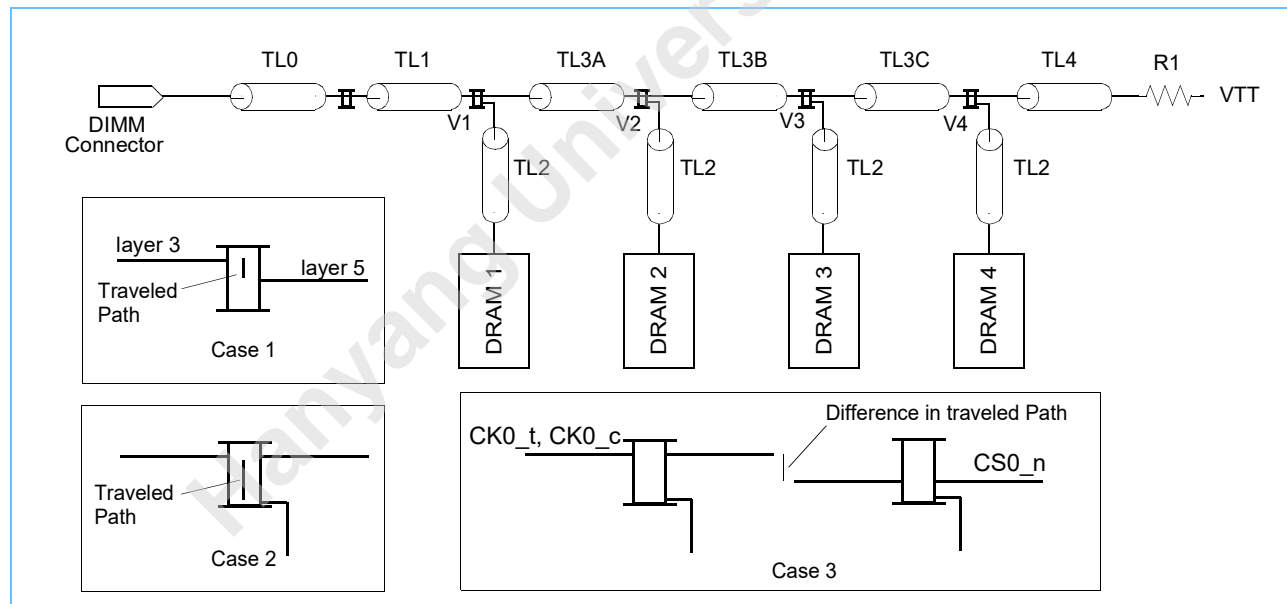 TL0
TL1
TL3A
TL3B
TL3C
TL4
R1
VTT
DIMM
Connector
V1
V2
V3
V4
TL2
TL2
TL2
TL2
DRAM 1
DRAM 2
DRAM 3
DRAM 4
layer 3
layer 5
Traveled
Path
Case 1
Traveled
Path
Case 2
CK0_t, CK0_c
Difference in traveled Path
CS0_n
Case 3
Hanyang Univers